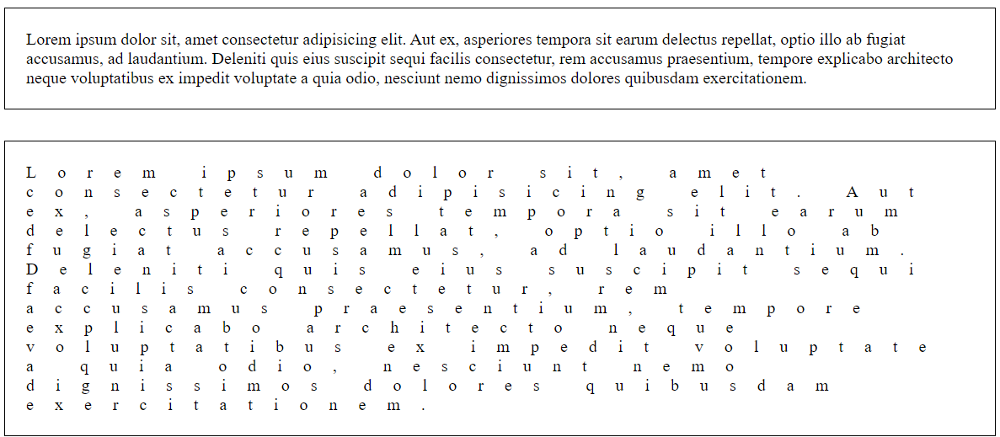 Lorem ipsum dolor sit, amet consectetur adipisicing elit. Aut ex, asperiores tempora sit earum delectus repellat, optio illo ab fugiat
accusamus, ad laudantium. Deleniti quis eius suscipit sequi facilis consectetur, rem accusamus praesentium, tempore explicabo architecto
neque voluptatibus ex impedit voluptate a quia odio, nesciunt nemo dignissimos dolores quibusdam exercitationem.
Lorem ipsum dolor sit, amet
consectetur adipisicing elit. Aut
ex, asperiores tempora sit earum
delectus repellat, optio illo ab
fugiat accusamus, ad laudantium.
Deleniti quis eius suscipit sequi
facilis consectetur, rem
accusamus praesentium, tempore
explicabo architecto neque
voluptatibus ex impedit voluptate
a quia odio, nesciunt nemo
dignissimos dolores quibusdam
exercitationem.